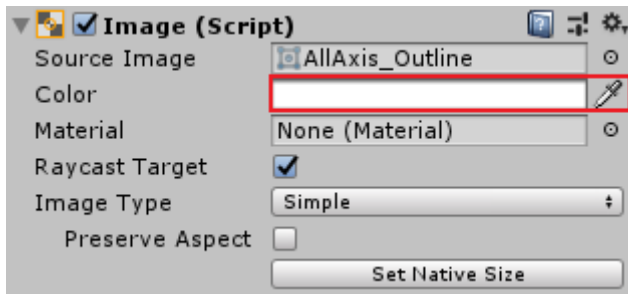 Image (Script)
Source Image AllAxis_Outline
Color
Material None (Material)
Raycast Target
Image Type Simple
Preserve Aspect
Set Native Size